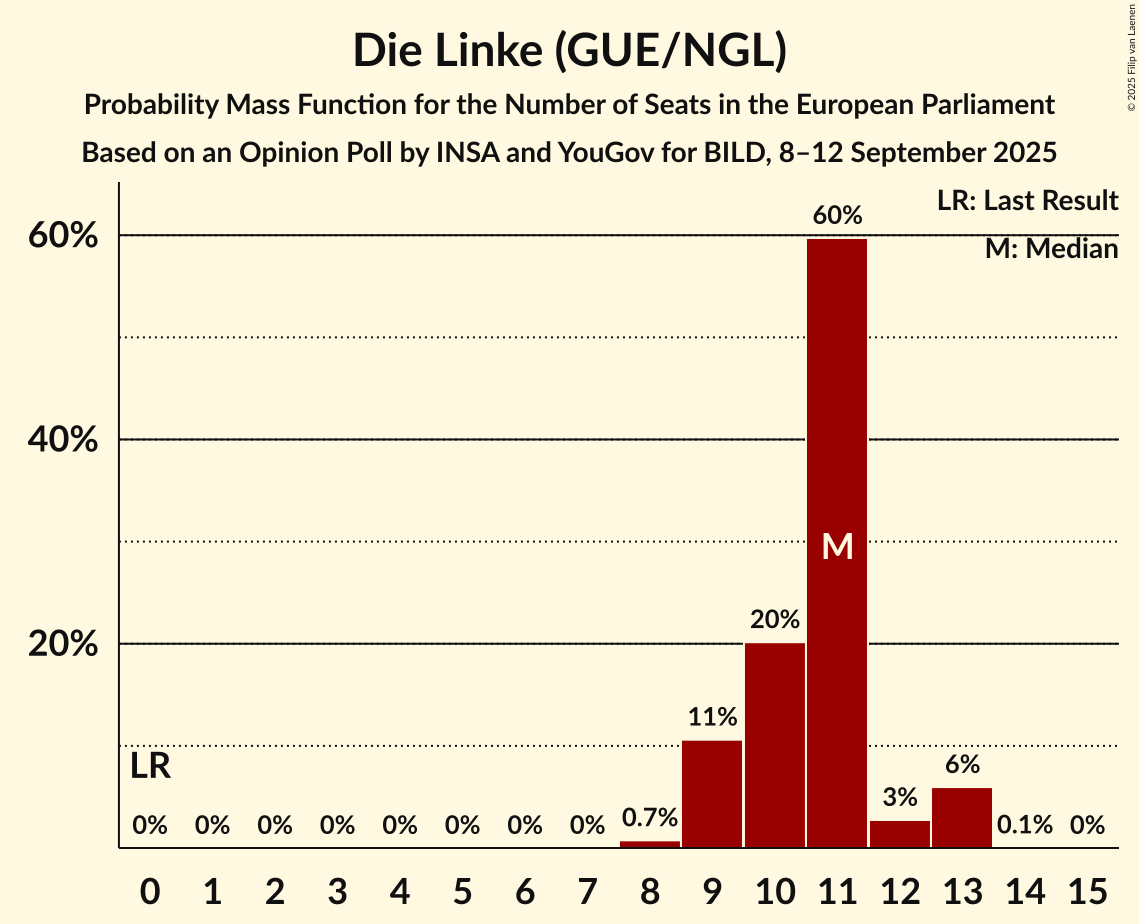 Die Linke (GUE/NGL)
Probability Mass Function for the Number of Seats in the European Parliament
Based on an Opinion Poll by INSA and YouGov for BILD, 8–12 September 2025
© 2025 Filip van Laenen
LR: Last Result
M: Median
60%
40%
20%
60%
M
20%
11%
6%
3%
LR
0% 0% 0% 0% 0% 0% 0% 0% 0.7% 0.1% 0%
0 1 2 3 4 5 6 7 8 9 10 11 12 13 14 15